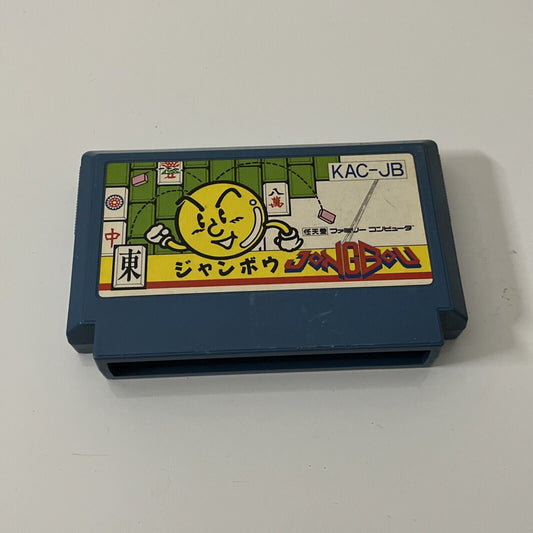 KAC-JB
八萬
中
東
任天堂 ファミリー コンピュータ
ジャンボウ JONGBOU